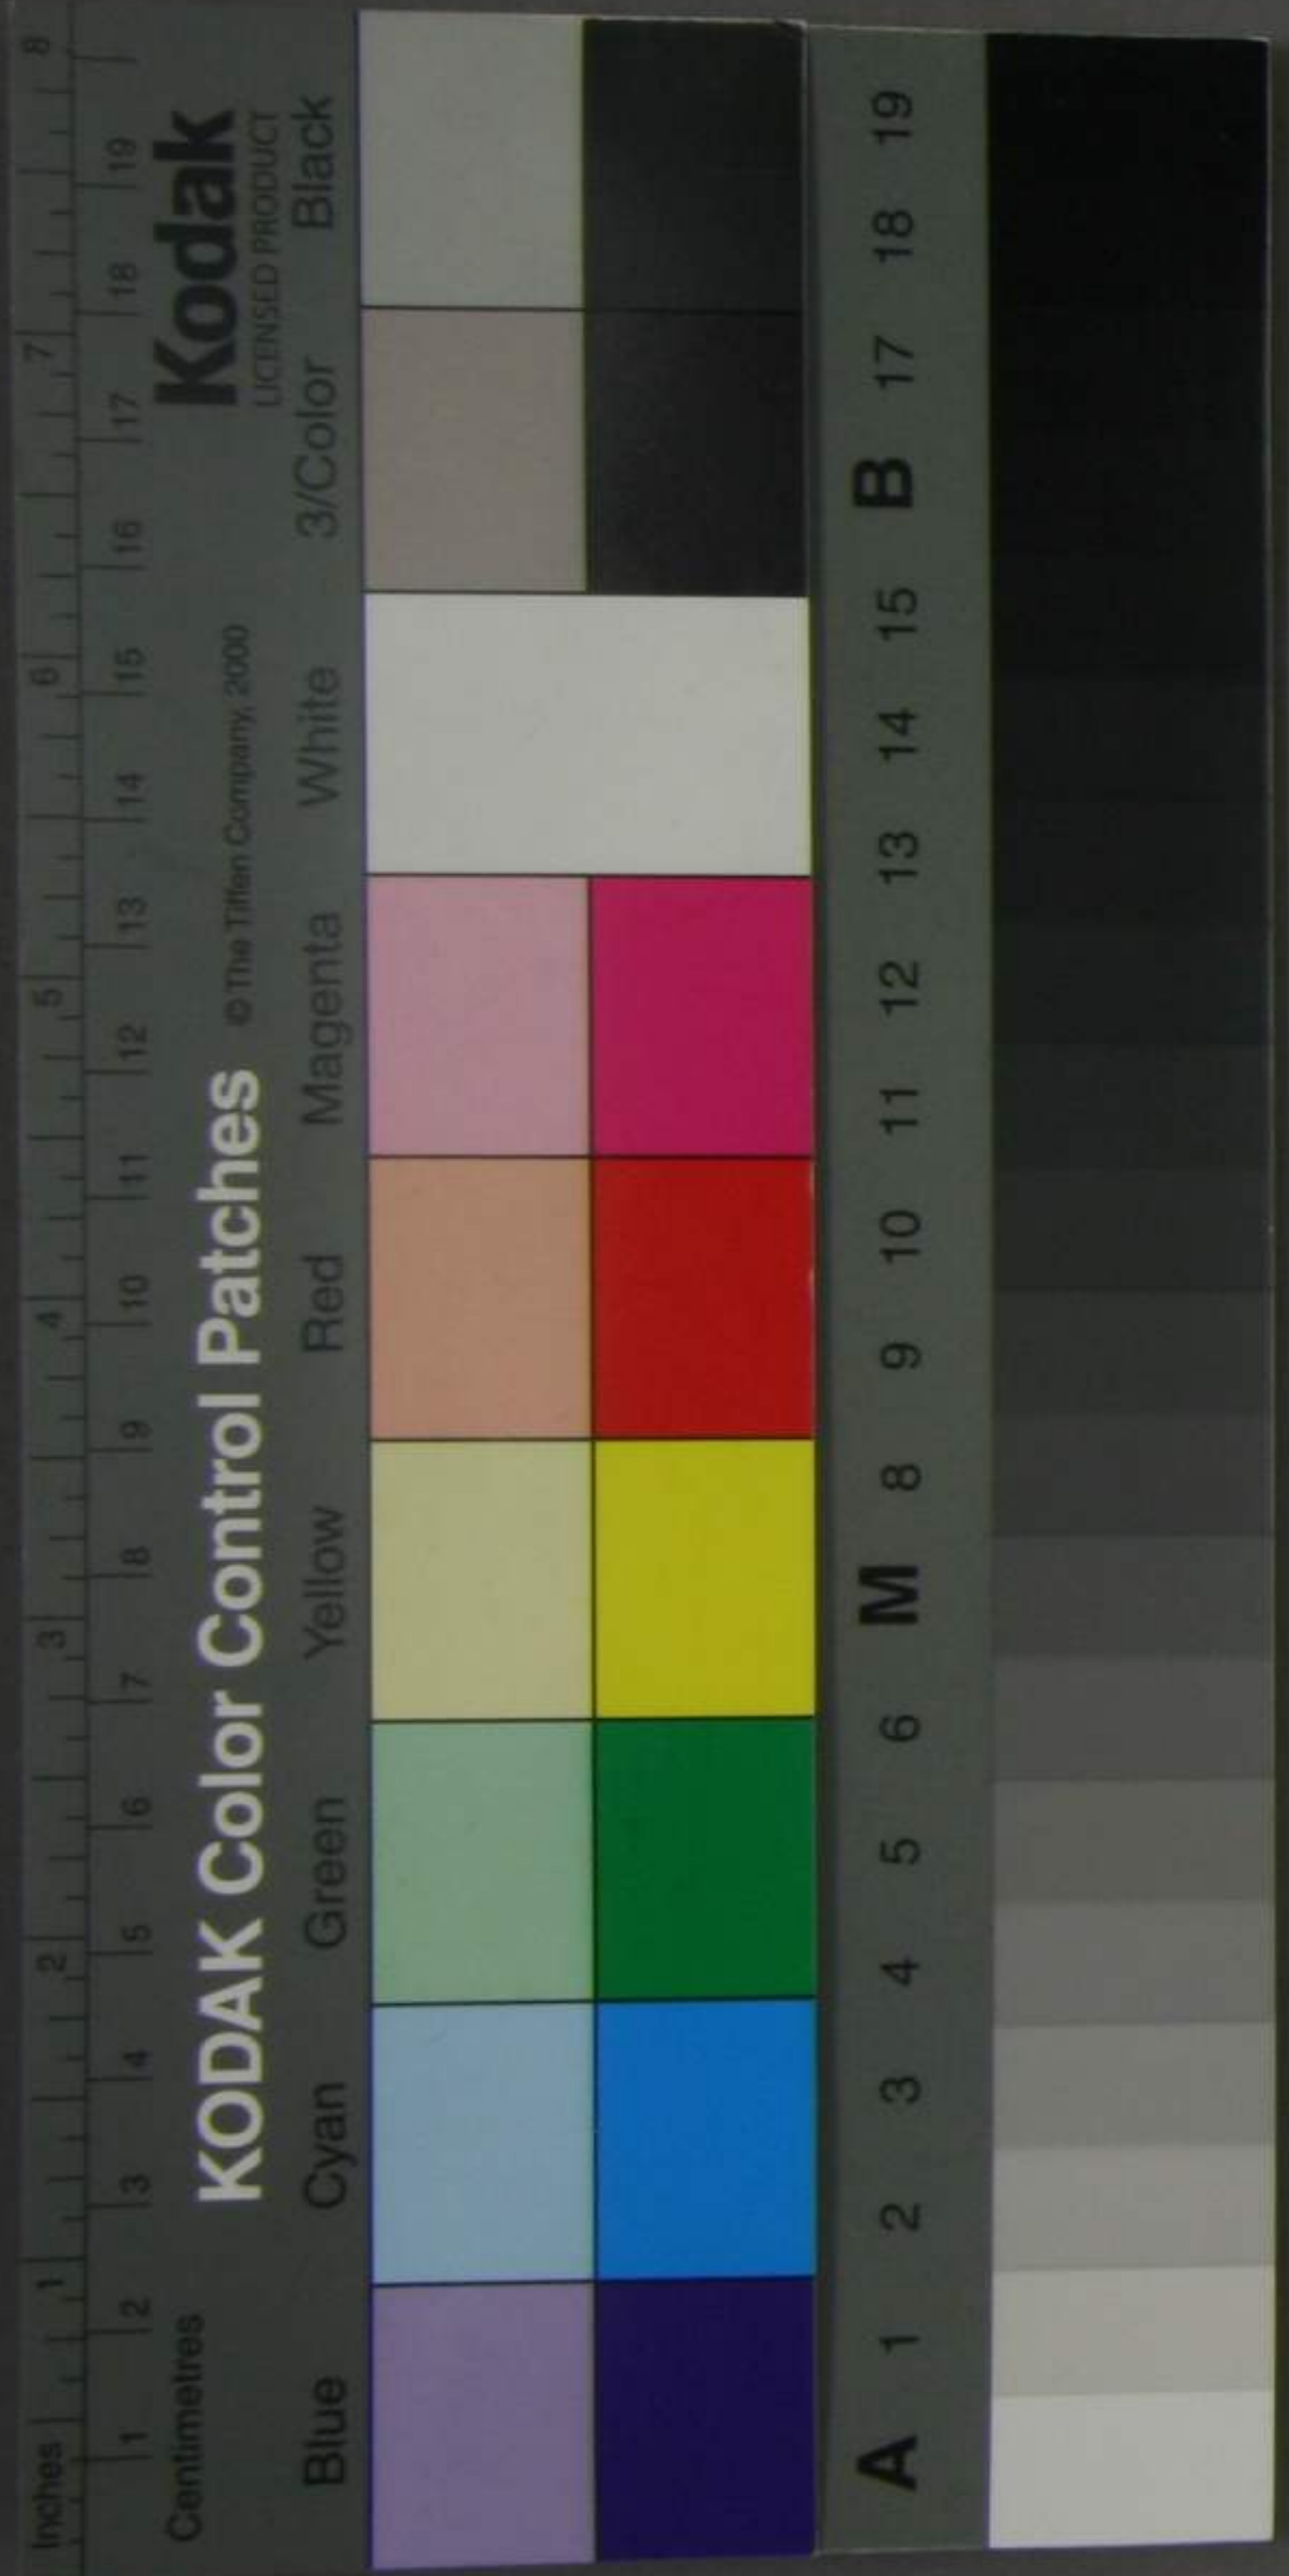 Inches 1 2 3 4 5 6 7 8
Centimetres 1 2 3 4 5 6 7 8 9 10 11 12 13 14 15 16 17 18 19
KODAK Color Control Patches © The Tiffen Company, 2000 Kodak
LICENSED PRODUCT
Blue Cyan Green Yellow Red Magenta White 3/Color Black
A 1 2 3 4 5 6 M 8 9 10 11 12 13 14 15 B 17 18 19